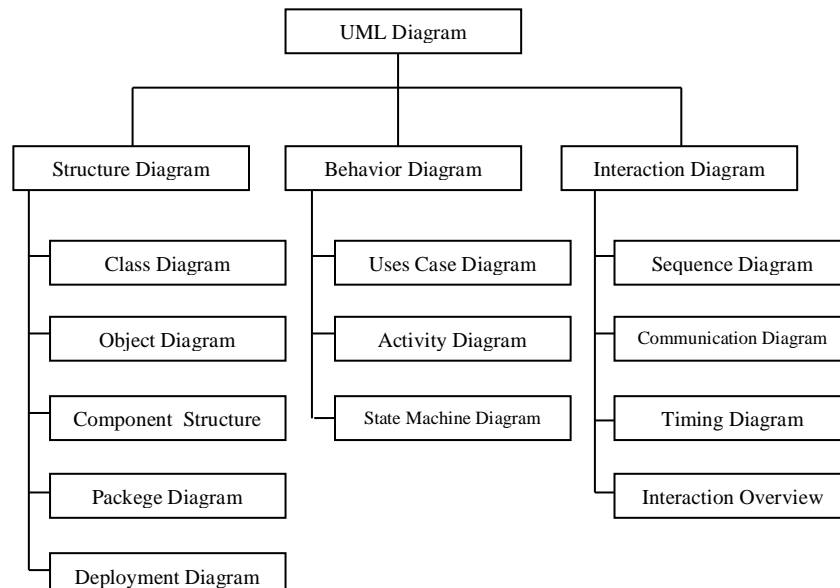 UML Diagram
Structure Diagram
Behavior Diagram
Interaction Diagram
Class Diagram
Uses Case Diagram
Sequence Diagram
Object Diagram
Activity Diagram
Communication Diagram
Component  Structure
State Machine Diagram
Timing Diagram
Packege Diagram
Interaction Overview
Deployment Diagram